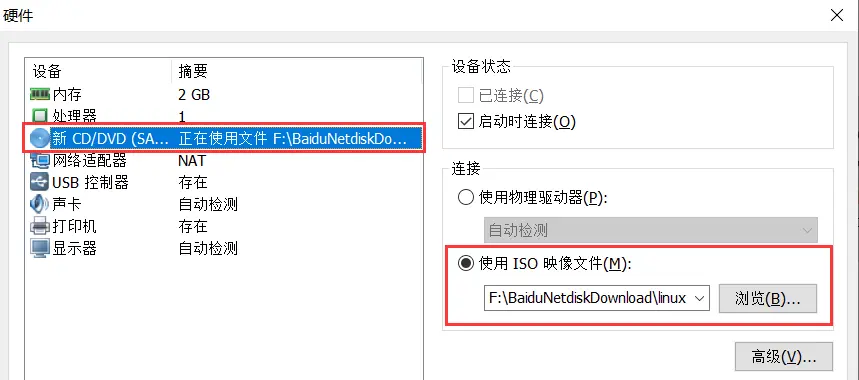 硬件
设备 摘要
内存 2 GB
处理器 1
新 CD/DVD (SA... 正在使用文件 F:\BaiduNetdiskDo...
网络适配器 NAT
USB 控制器 存在
声卡 自动检测
打印机 存在
显示器 自动检测
设备状态
已连接(C)
启动时连接(O)
连接
使用物理驱动器(P):
自动检测
使用 ISO 映像文件(M):
F:\BaiduNetdiskDownload\linux 浏览(B)...
高级(V)...